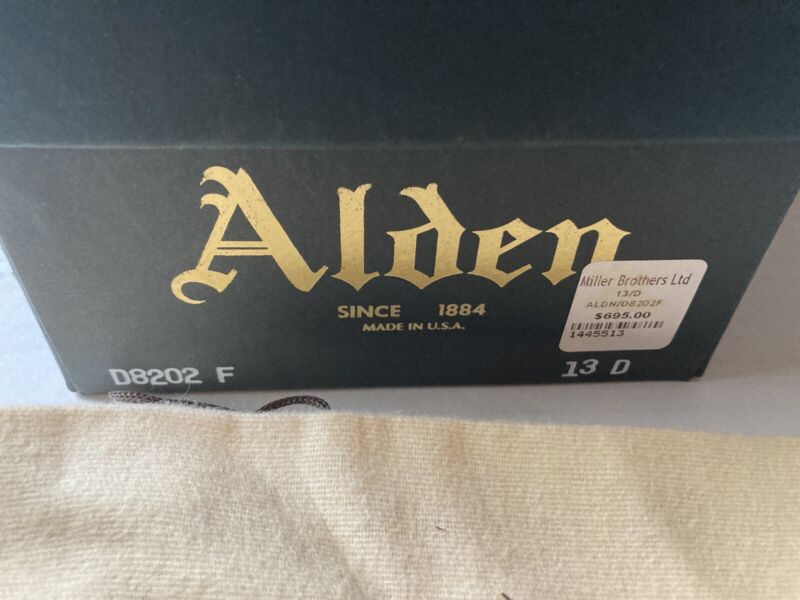 Alden
SINCE 1884
MADE IN U.S.A.
D8202 F
13 D
Miller Brothers Ltd
13/D
ALDN/D8202F
$695.00
1445513